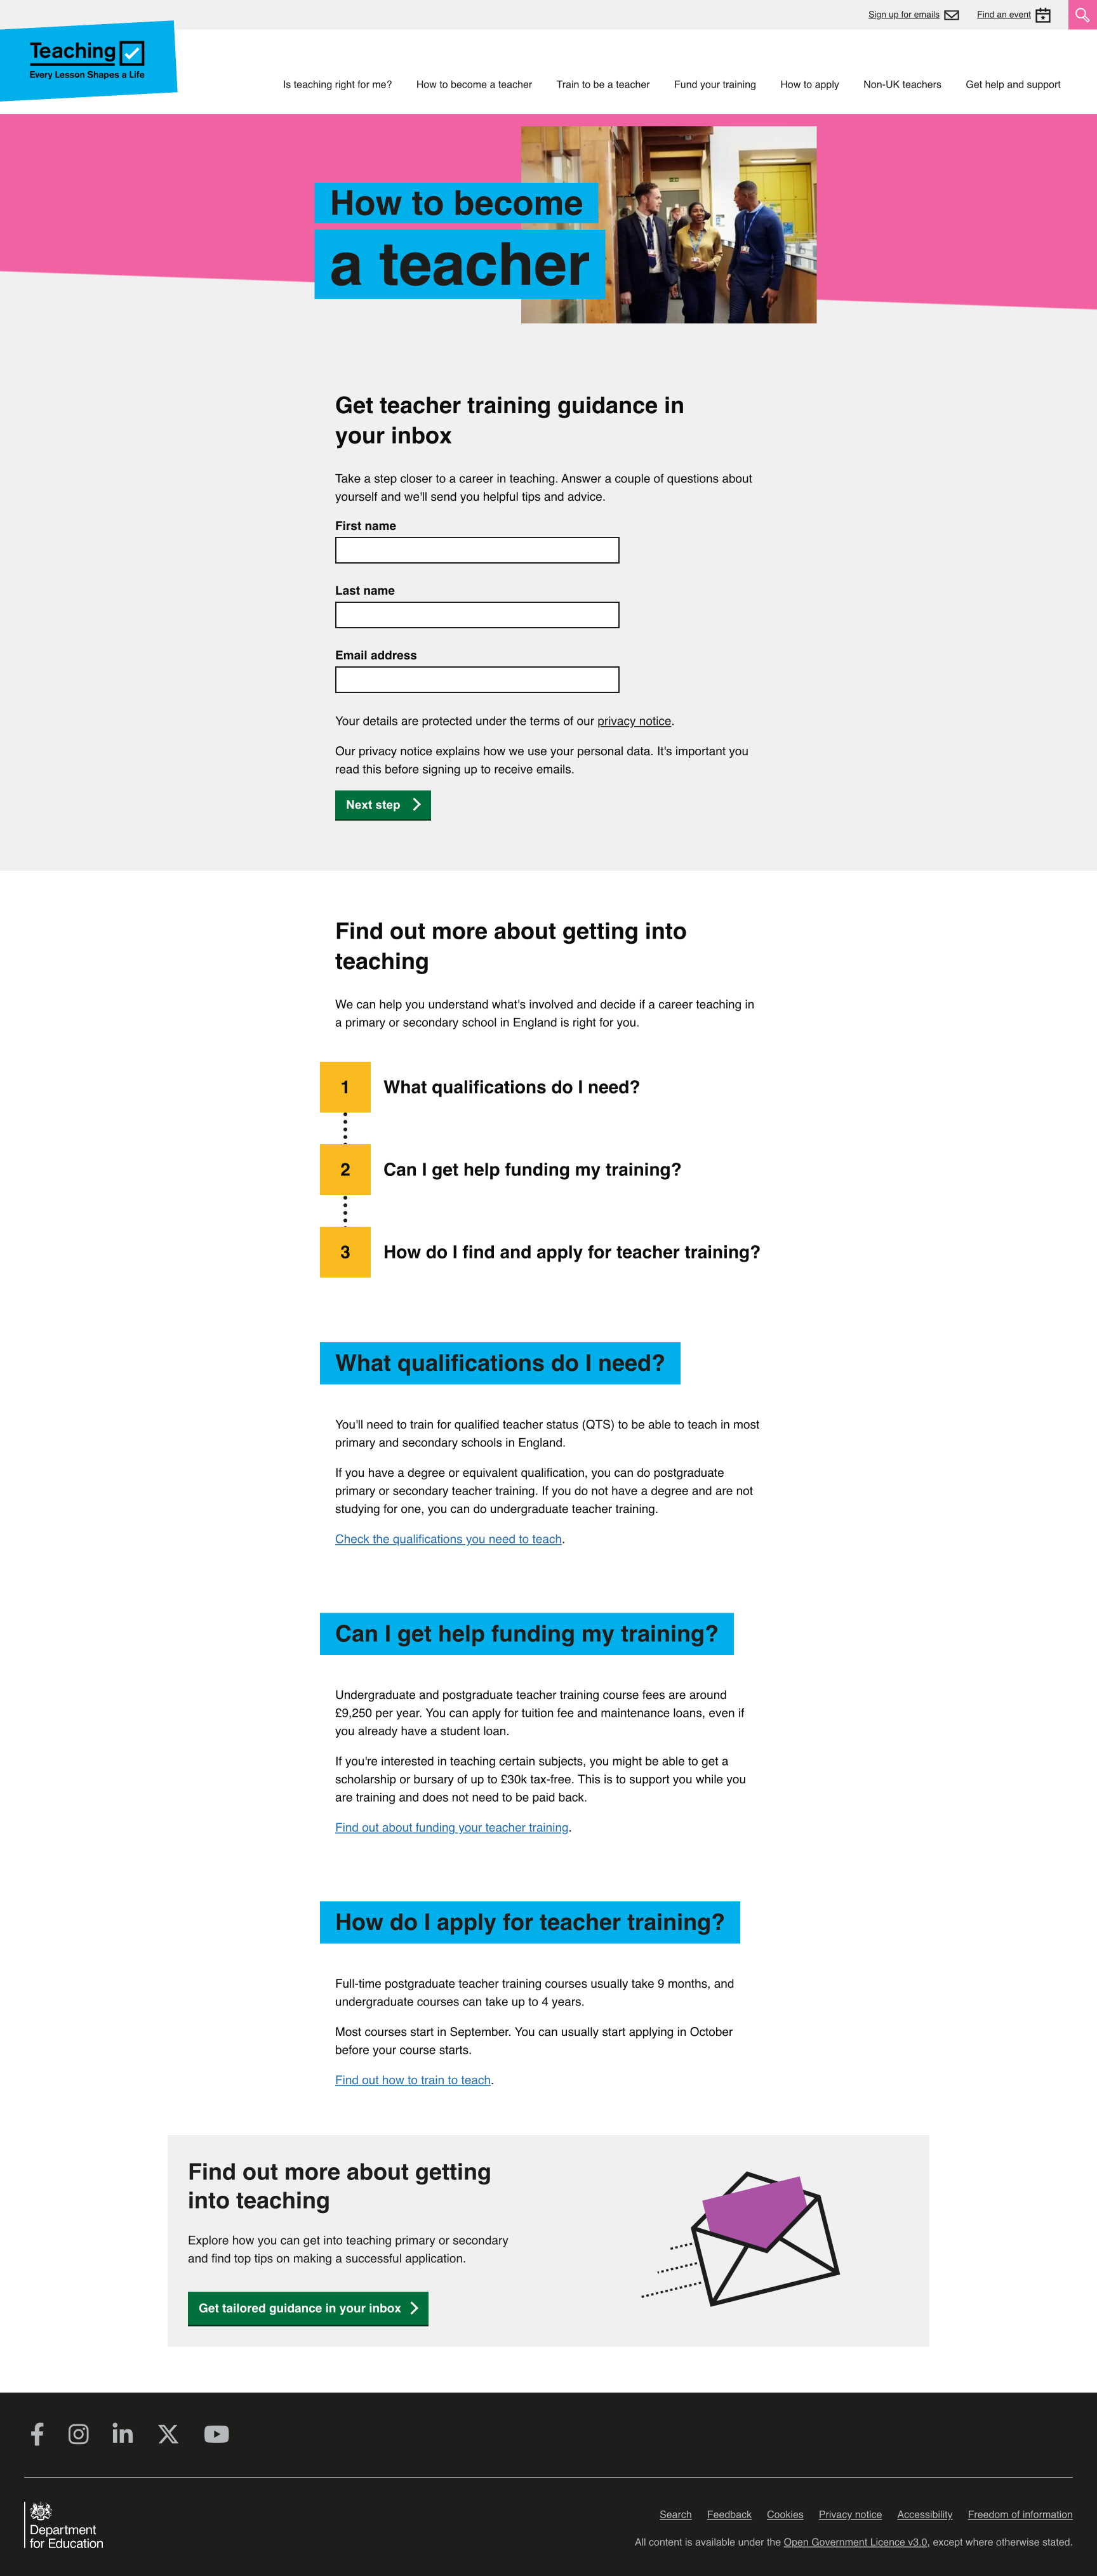 Sign up for emails
Find an event
Teaching
Every Lesson Shapes a Life
Is teaching right for me?
How to become a teacher
Train to be a teacher
Fund your training
How to apply
Non-UK teachers
Get help and support
How to become
a teacher
Get teacher training guidance in
your inbox
Take a step closer to a career in teaching. Answer a couple of questions about
yourself and we'll send you helpful tips and advice.
First name
Last name
Email address
Your details are protected under the terms of our privacy notice.
Our privacy notice explains how we use your personal data. It's important you
read this before signing up to receive emails.
Next step
Find out more about getting into
teaching
We can help you understand what's involved and decide if a career teaching in
a primary or secondary school in England is right for you.
1 What qualifications do I need?
2 Can I get help funding my training?
3 How do I find and apply for teacher training?
What qualifications do I need?
You'll need to train for qualified teacher status (QTS) to be able to teach in most
primary and secondary schools in England.
If you have a degree or equivalent qualification, you can do postgraduate
primary or secondary teacher training. If you do not have a degree and are not
studying for one, you can do undergraduate teacher training.
Check the qualifications you need to teach.
Can I get help funding my training?
Undergraduate and postgraduate teacher training course fees are around
£9,250 per year. You can apply for tuition fee and maintenance loans, even if
you already have a student loan.
If you're interested in teaching certain subjects, you might be able to get a
scholarship or bursary of up to £30k tax-free. This is to support you while you
are training and does not need to be paid back.
Find out about funding your teacher training.
How do I apply for teacher training?
Full-time postgraduate teacher training courses usually take 9 months, and
undergraduate courses can take up to 4 years.
Most courses start in September. You can usually start applying in October
before your course starts.
Find out how to train to teach.
Find out more about getting
into teaching
Explore how you can get into teaching primary or secondary
and find top tips on making a successful application.
Get tailored guidance in your inbox
Department
for Education
Search
Feedback
Cookies
Privacy notice
Accessibility
Freedom of information
All content is available under the Open Government Licence v3.0, except where otherwise stated.